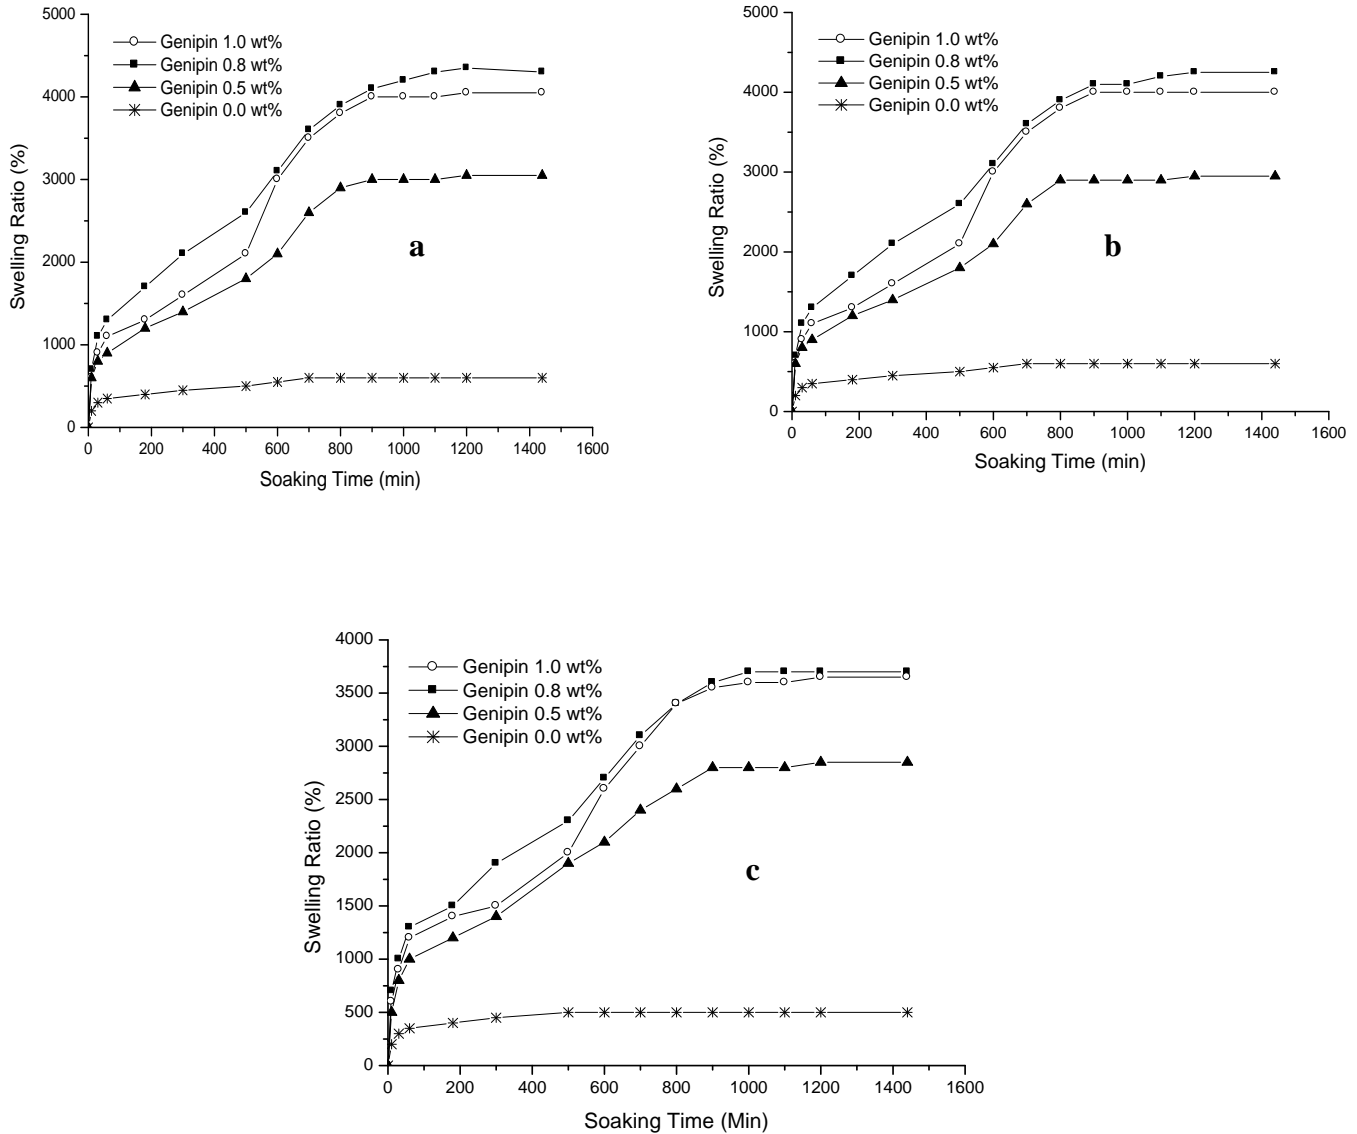 5000
4000
3000
2000
1000
0
Swelling Ratio (%)
Genipin 1.0 wt%
Genipin 0.8 wt%
Genipin 0.5 wt%
Genipin 0.0 wt%
a
0 200 400 600 800 1000 1200 1400 1600
Soaking Time (min)
5000
4000
3000
2000
1000
0
Swelling Ratio (%)
Genipin 1.0 wt%
Genipin 0.8 wt%
Genipin 0.5 wt%
Genipin 0.0 wt%
b
0 200 400 600 800 1000 1200 1400 1600
Soaking Time (min)
4000
3500
3000
2500
2000
1500
1000
500
0
Swelling Ratio (%)
Genipin 1.0 wt%
Genipin 0.8 wt%
Genipin 0.5 wt%
Genipin 0.0 wt%
c
0 200 400 600 800 1000 1200 1400 1600
Soaking Time (Min)